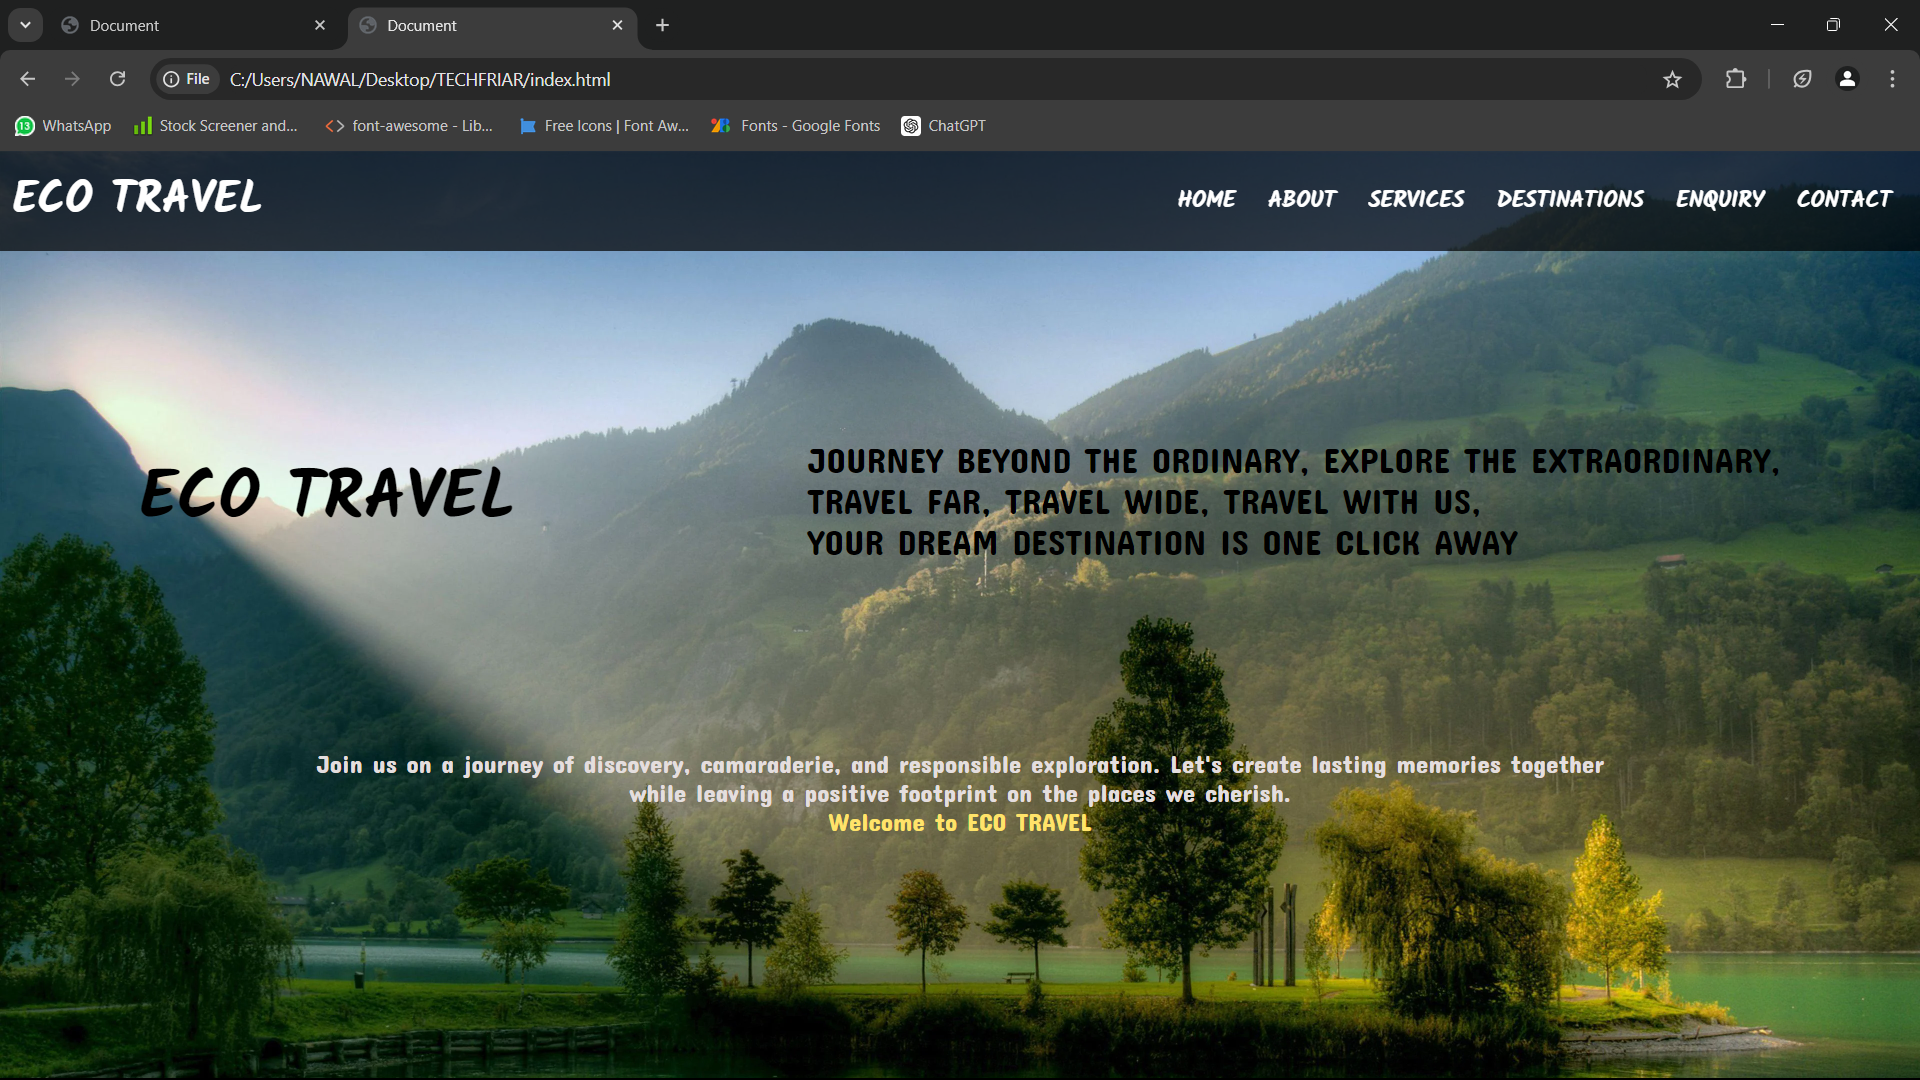 Document
Document
File
C:/Users/NAWAL/Desktop/TECHFRIAR/index.html
13 WhatsApp
Stock Screener and...
font-awesome - Lib...
Free Icons | Font Aw...
Fonts - Google Fonts
ChatGPT
ECO TRAVEL
HOME ABOUT SERVICES DESTINATIONS ENQUIRY CONTACT
ECO TRAVEL
JOURNEY BEYOND THE ORDINARY, EXPLORE THE EXTRAORDINARY,
TRAVEL FAR, TRAVEL WIDE, TRAVEL WITH US,
YOUR DREAM DESTINATION IS ONE CLICK AWAY
Join us on a journey of discovery, camaraderie, and responsible exploration. Let's create lasting memories together
while leaving a positive footprint on the places we cherish.
Welcome to ECO TRAVEL